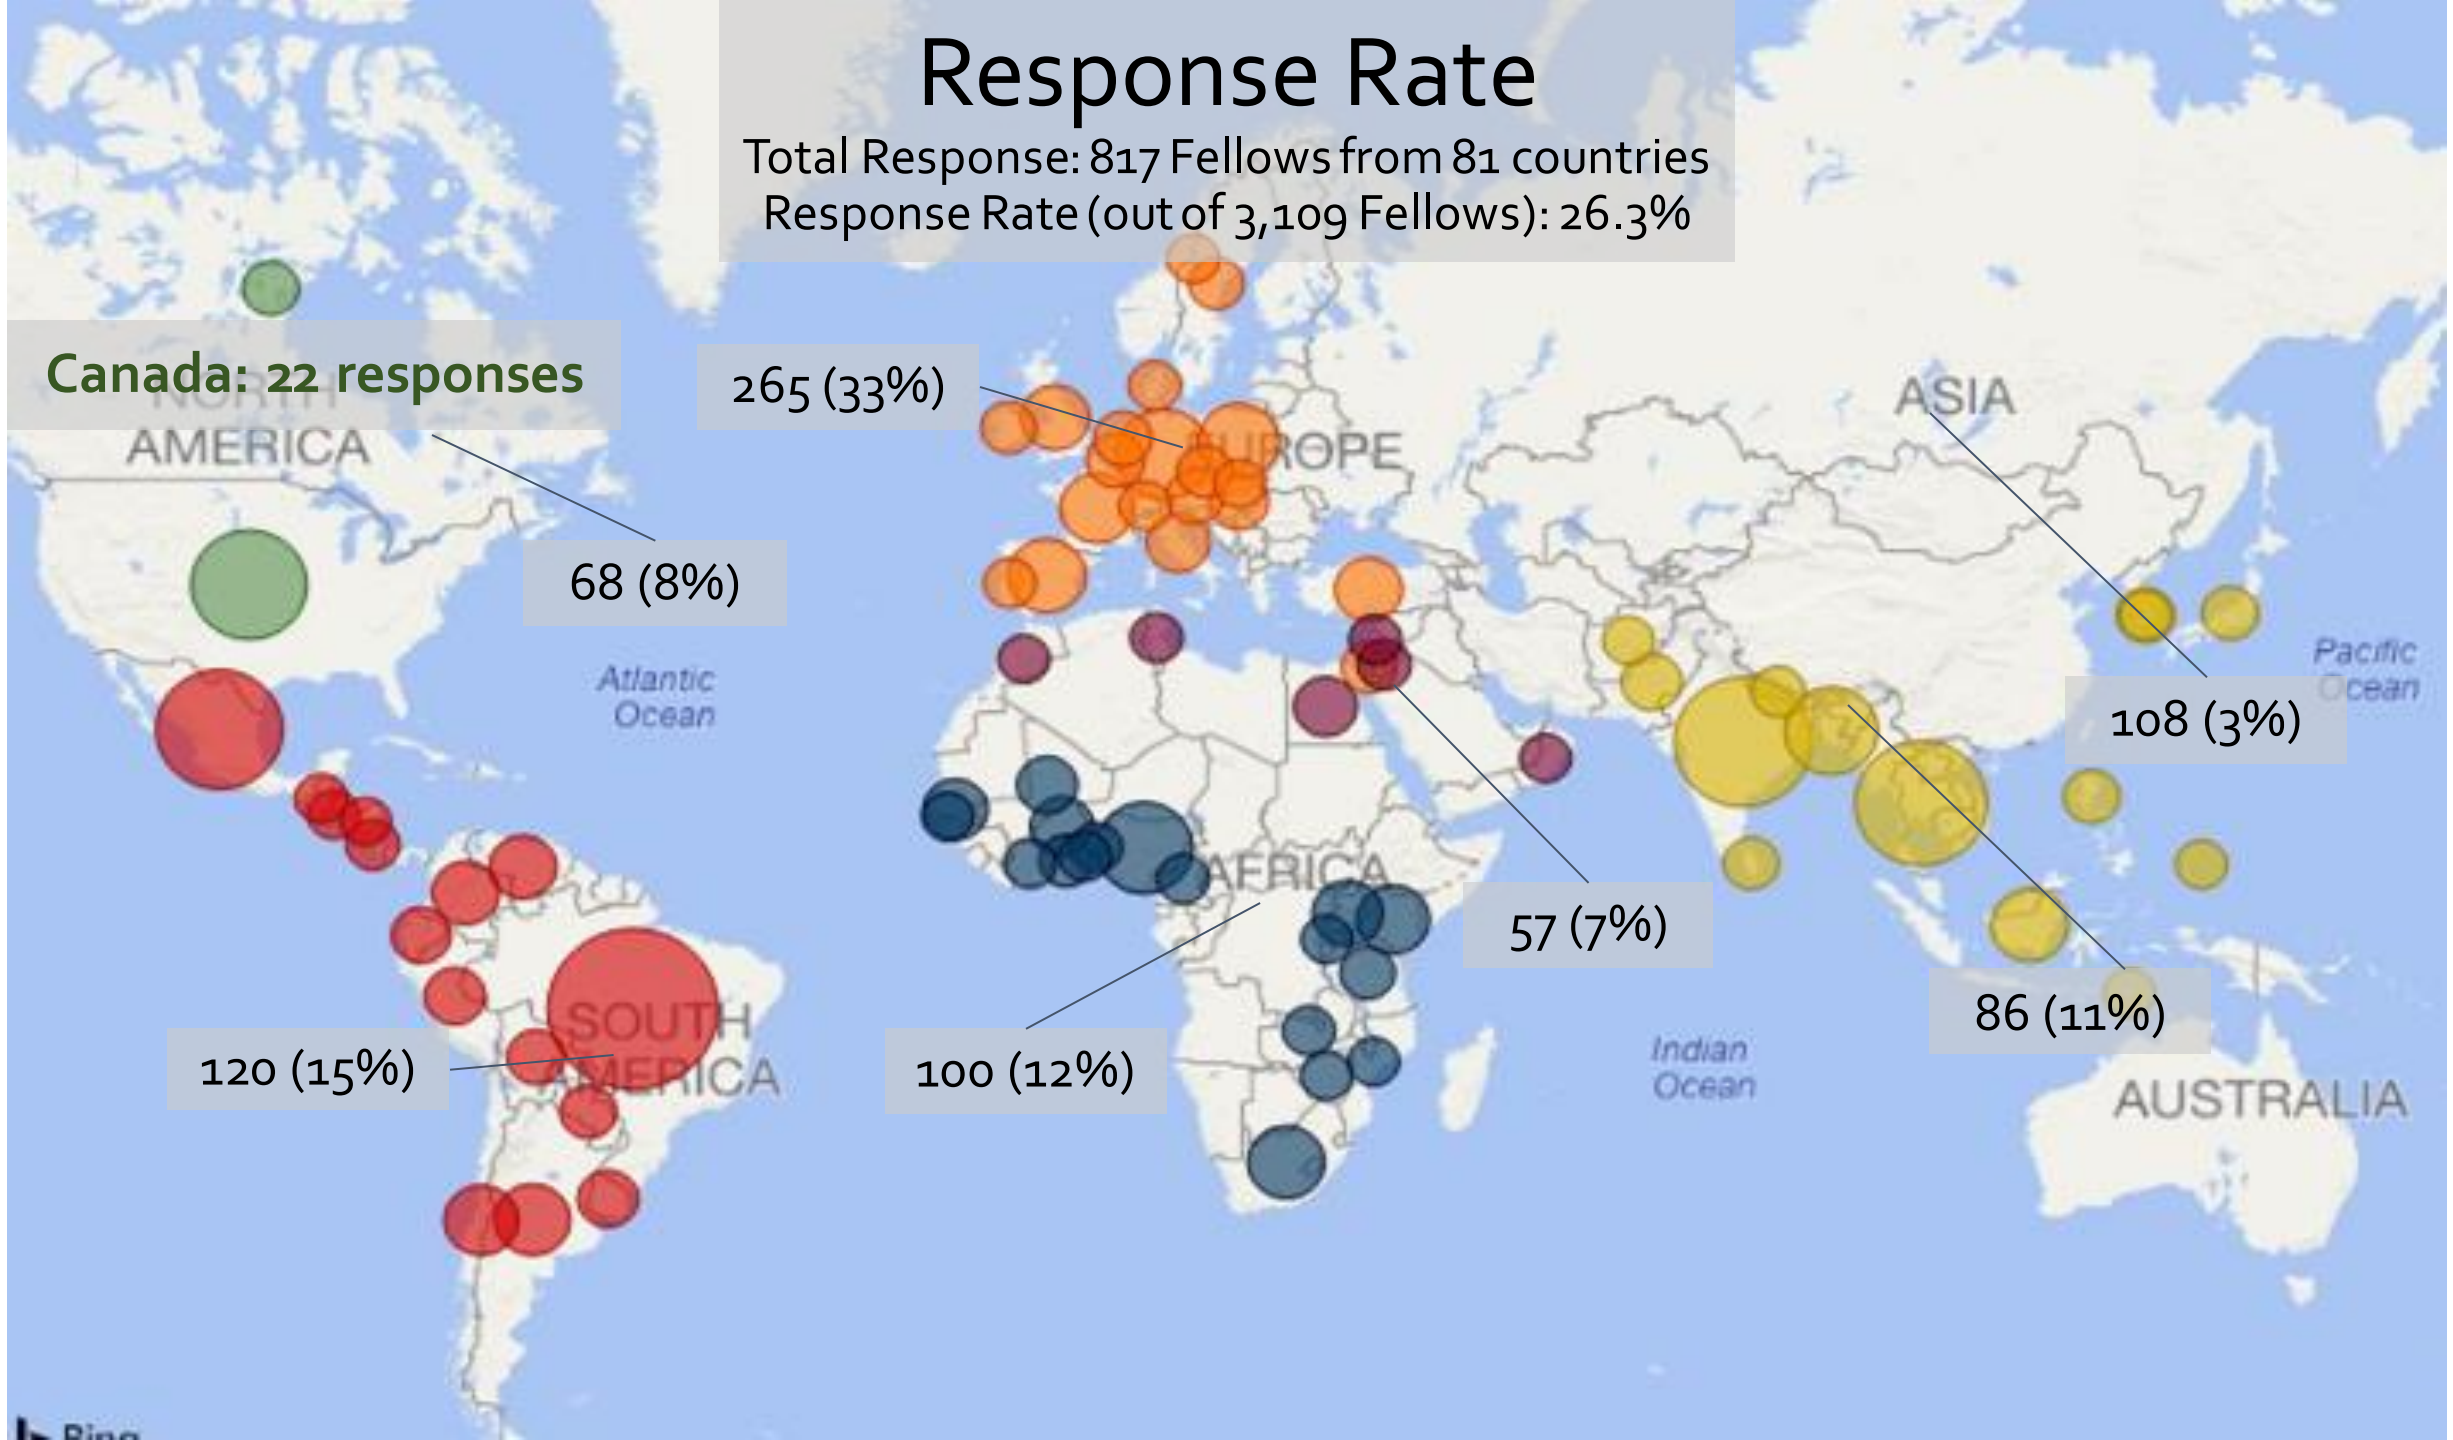 Response Rate
Total Response: 817 Fellows from 81 countries
Response Rate (out of 3,109 Fellows): 26.3%
Canada: 22 responses
NORTH
AMERICA
265 (33%)
EUROPE
ASIA
68 (8%)
Atlantic
Ocean
Pacific
Ocean
108 (3%)
AFRICA
57 (7%)
SOUTH
AMERICA
120 (15%)
100 (12%)
86 (11%)
Indian
Ocean
AUSTRALIA
Bing